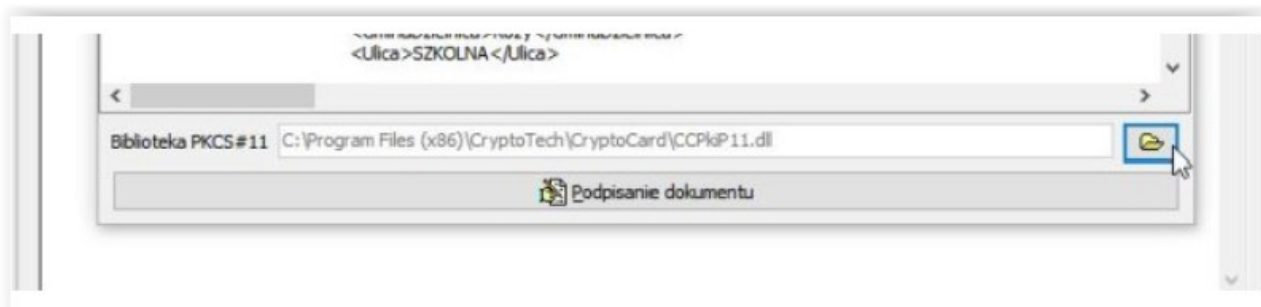 <Ulica>SZKOLNA</Ulica>
Biblioteka PKCS#11 C:\Program Files (x86)\CryptoTech\CryptoCard\CCPkiP11.dll
Podpisanie dokumentu